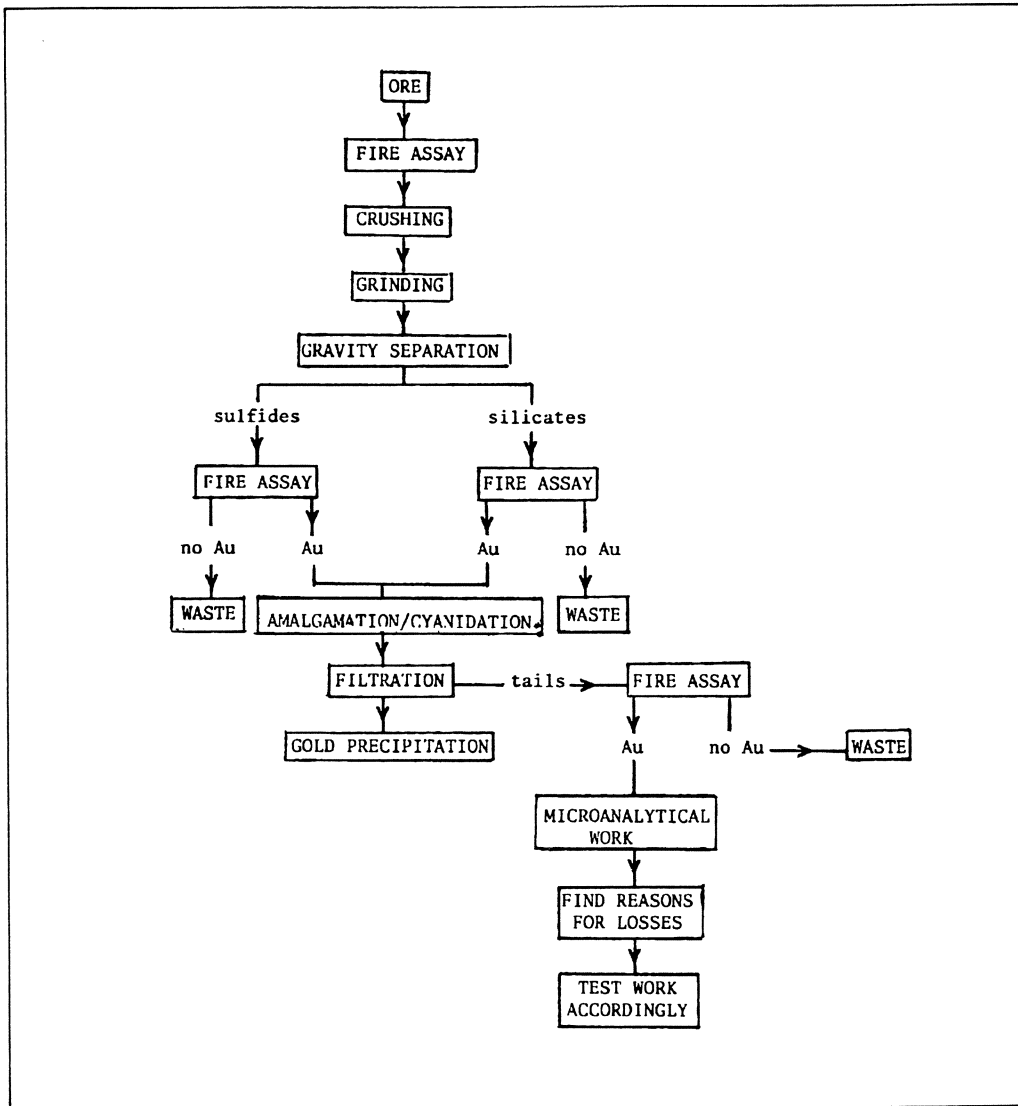 ORE
FIRE ASSAY
CRUSHING
GRINDING
GRAVITY SEPARATION
sulfides
silicates
FIRE ASSAY
FIRE ASSAY
no Au
Au
Au
no Au
WASTE
AMALGAMATION/CYANIDATION.
WASTE
FILTRATION
tails
FIRE ASSAY
GOLD PRECIPITATION
Au
no Au
WASTE
MICROANALYTICAL
WORK
FIND REASONS
FOR LOSSES
TEST WORK
ACCORDINGLY